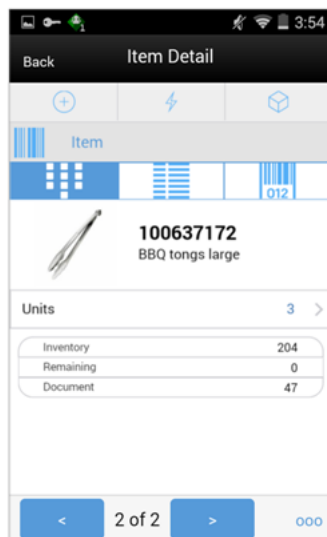 3:54
Back
Item Detail
Item
012
100637172
BBQ tongs large
Units 3 >
Inventory 204
Remaining 0
Document 47
< 2 of 2 > ooo